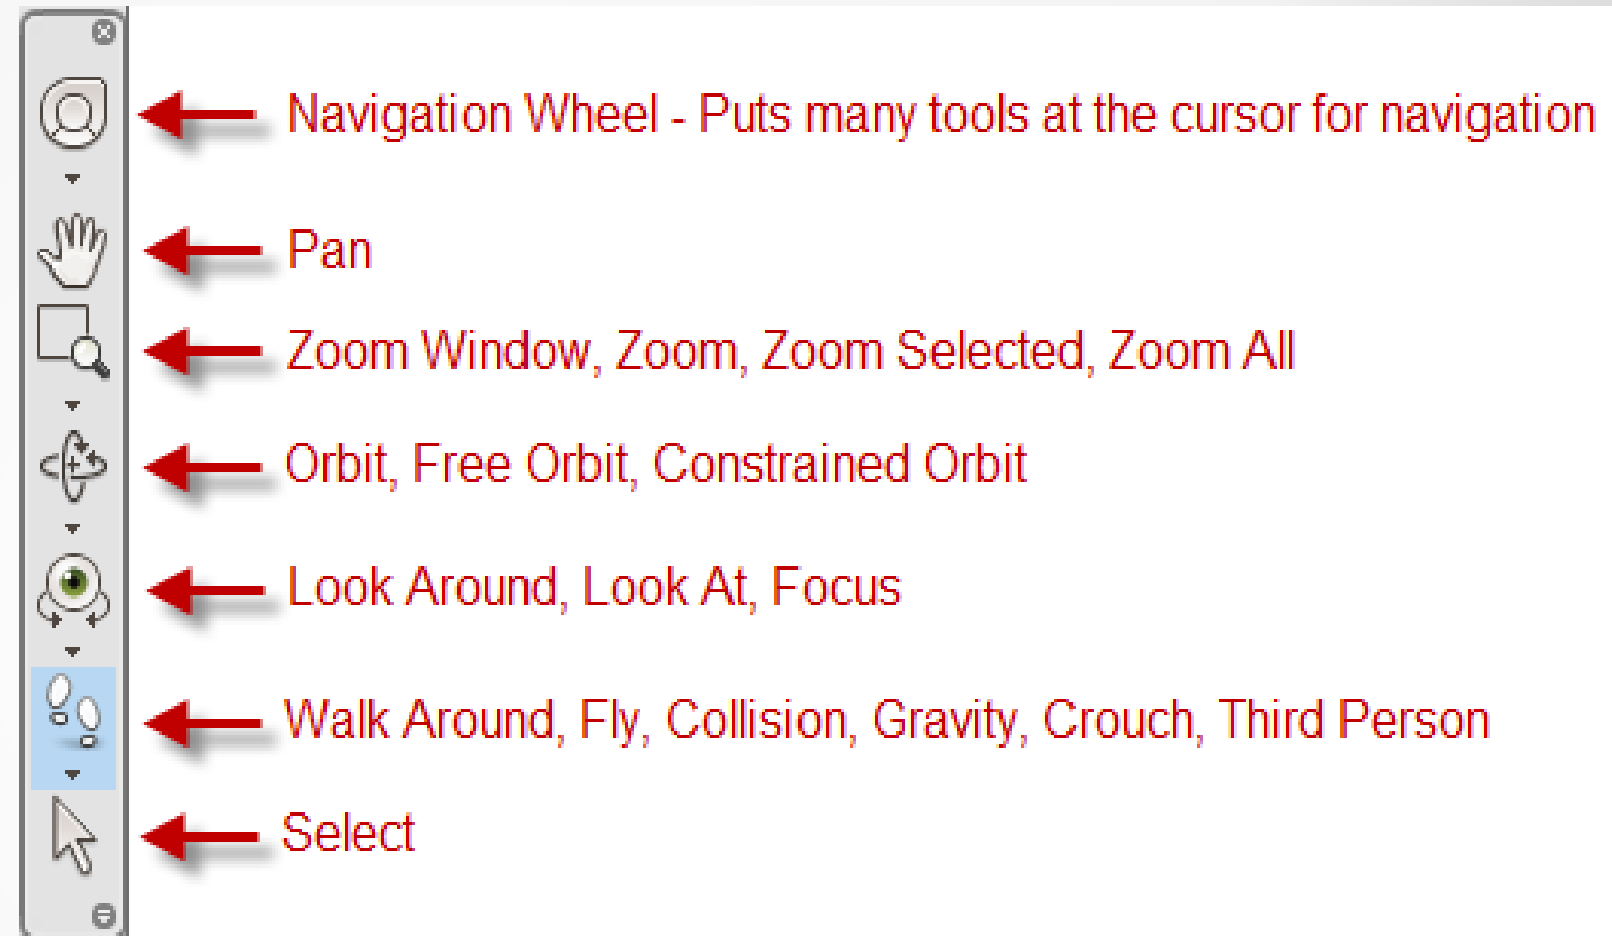 Navigation Wheel - Puts many tools at the cursor for navigation
Pan
Zoom Window, Zoom, Zoom Selected, Zoom All
Orbit, Free Orbit, Constrained Orbit
Look Around, Look At, Focus
Walk Around, Fly, Collision, Gravity, Crouch, Third Person
Select